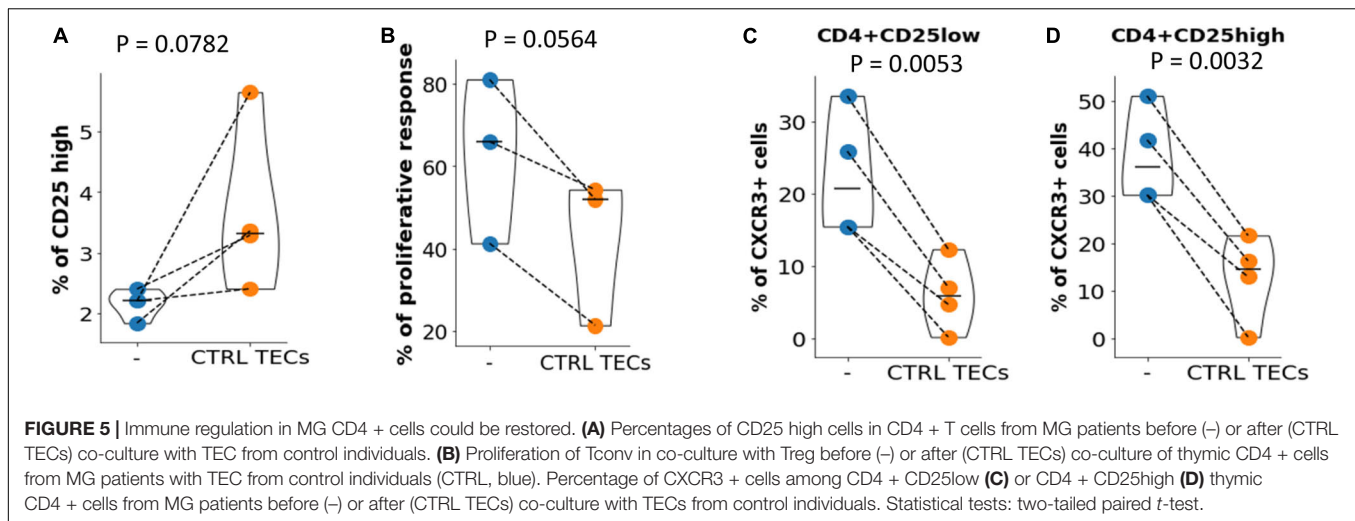 A
P = 0.0782
% of CD25 high
5
4
3
2
-
CTRL TECs
B
P = 0.0564
% of proliferative response
80
60
40
20
-
CTRL TECs
C
CD4+CD25low
P = 0.0053
% of CXCR3+ cells
30
20
10
0
-
CTRL TECs
D
CD4+CD25high
P = 0.0032
% of CXCR3+ cells
50
40
30
20
10
0
-
CTRL TECs
FIGURE 5 | Immune regulation in MG CD4 + cells could be restored. (A) Percentages of CD25 high cells in CD4 + T cells from MG patients before (–) or after (CTRL
TECs) co-culture with TEC from control individuals. (B) Proliferation of Tconv in co-culture with Treg before (–) or after (CTRL TECs) co-culture of thymic CD4 + cells
from MG patients with TEC from control individuals (CTRL, blue). Percentage of CXCR3 + cells among CD4 + CD25low (C) or CD4 + CD25high (D) thymic
CD4 + cells from MG patients before (–) or after (CTRL TECs) co-culture with TECs from control individuals. Statistical tests: two-tailed paired t-test.